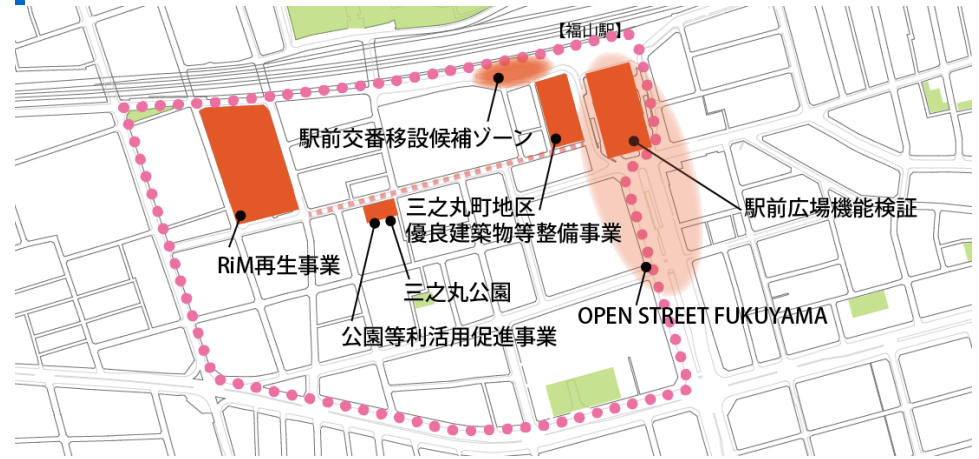 【福山駅】
駅前交番移設候補ゾーン
三之丸町地区
優良建築物等整備事業
駅前広場機能検証
RiM再生事業
三之丸公園
公園等利活用促進事業
OPEN STREET FUKUYAMA